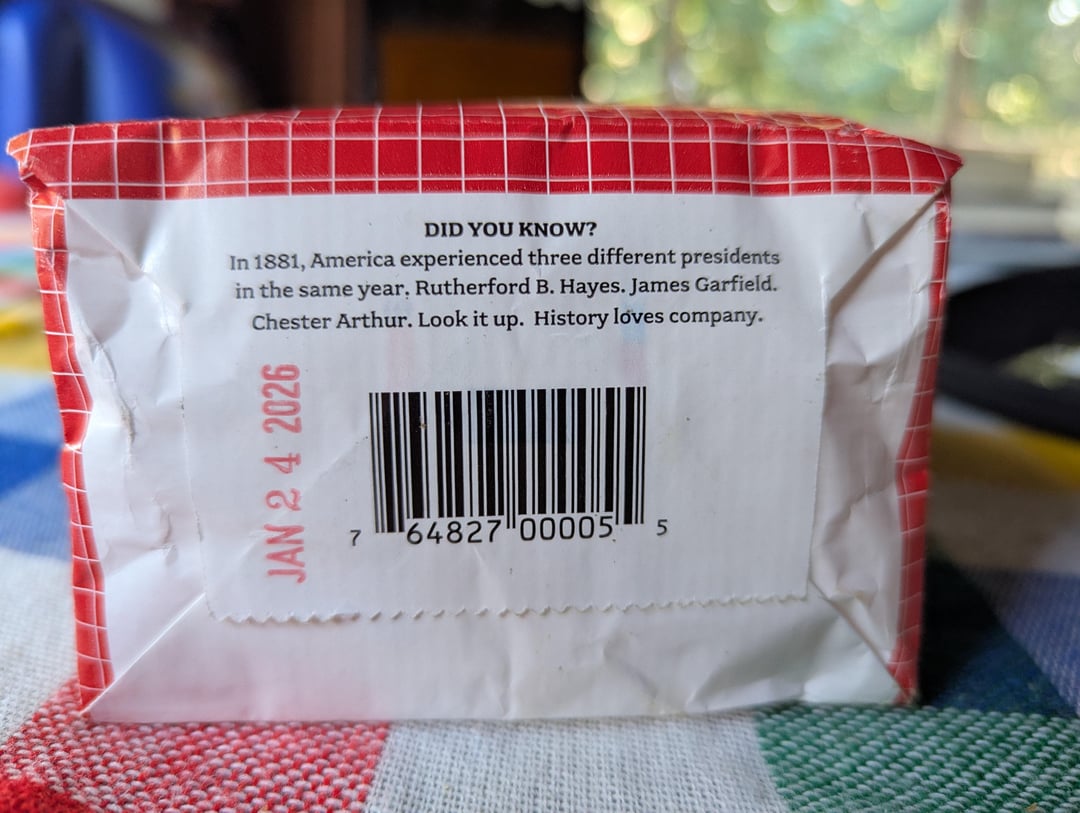 DID YOU KNOW?
In 1881, America experienced three different presidents
in the same year. Rutherford B. Hayes. James Garfield.
Chester Arthur. Look it up. History loves company.
JAN 2 4 2026
7 64827 00005 5